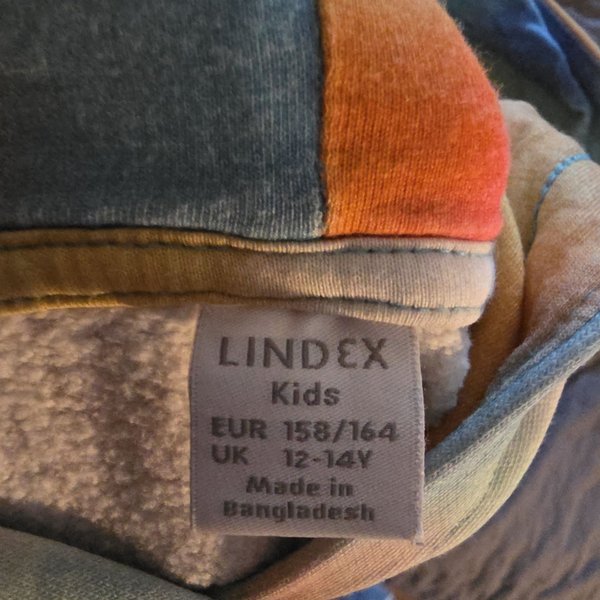 LINDEX
Kids
EUR 158/164
UK 12-14Y
Made in
Bangladesh